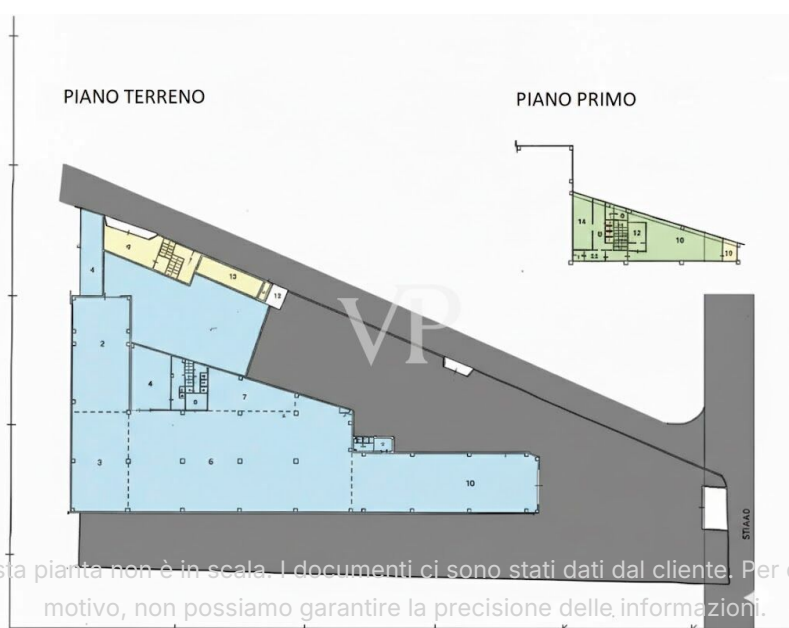 PIANO TERRENO
PIANO PRIMO
14
12
10
10
9
13
12
4
2
4
7
3
6
10
VP
sta pianta non è in scala. I documenti ci sono stati dati dal cliente. Per
motivo, non possiamo garantire la precisione delle informazioni.